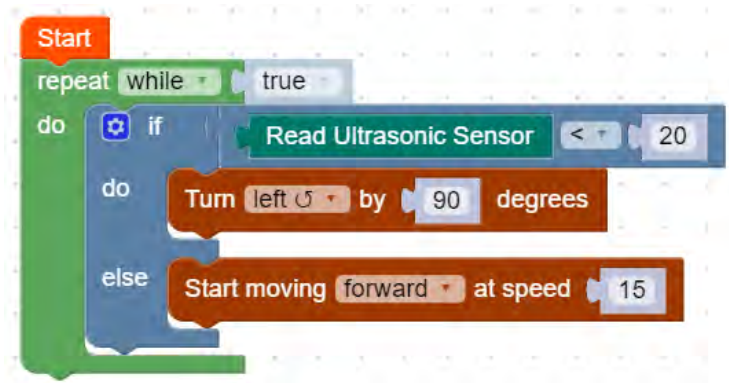 Start
repeat while true
do if Read Ultrasonic Sensor < 20
do Turn left ↺ by 90 degrees
else Start moving forward at speed 15